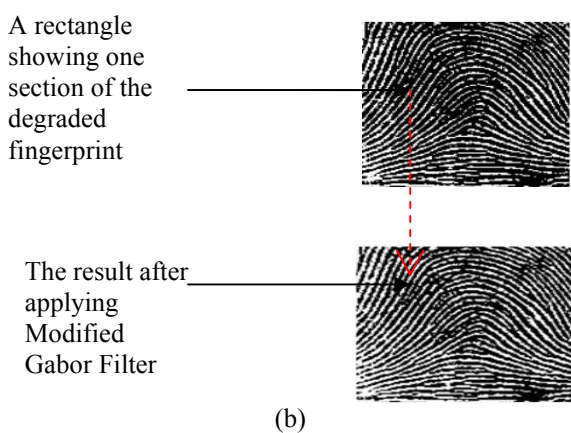 A rectangle
showing one
section of the
degraded
fingerprint
The result after
applying
Modified
Gabor Filter
(b)